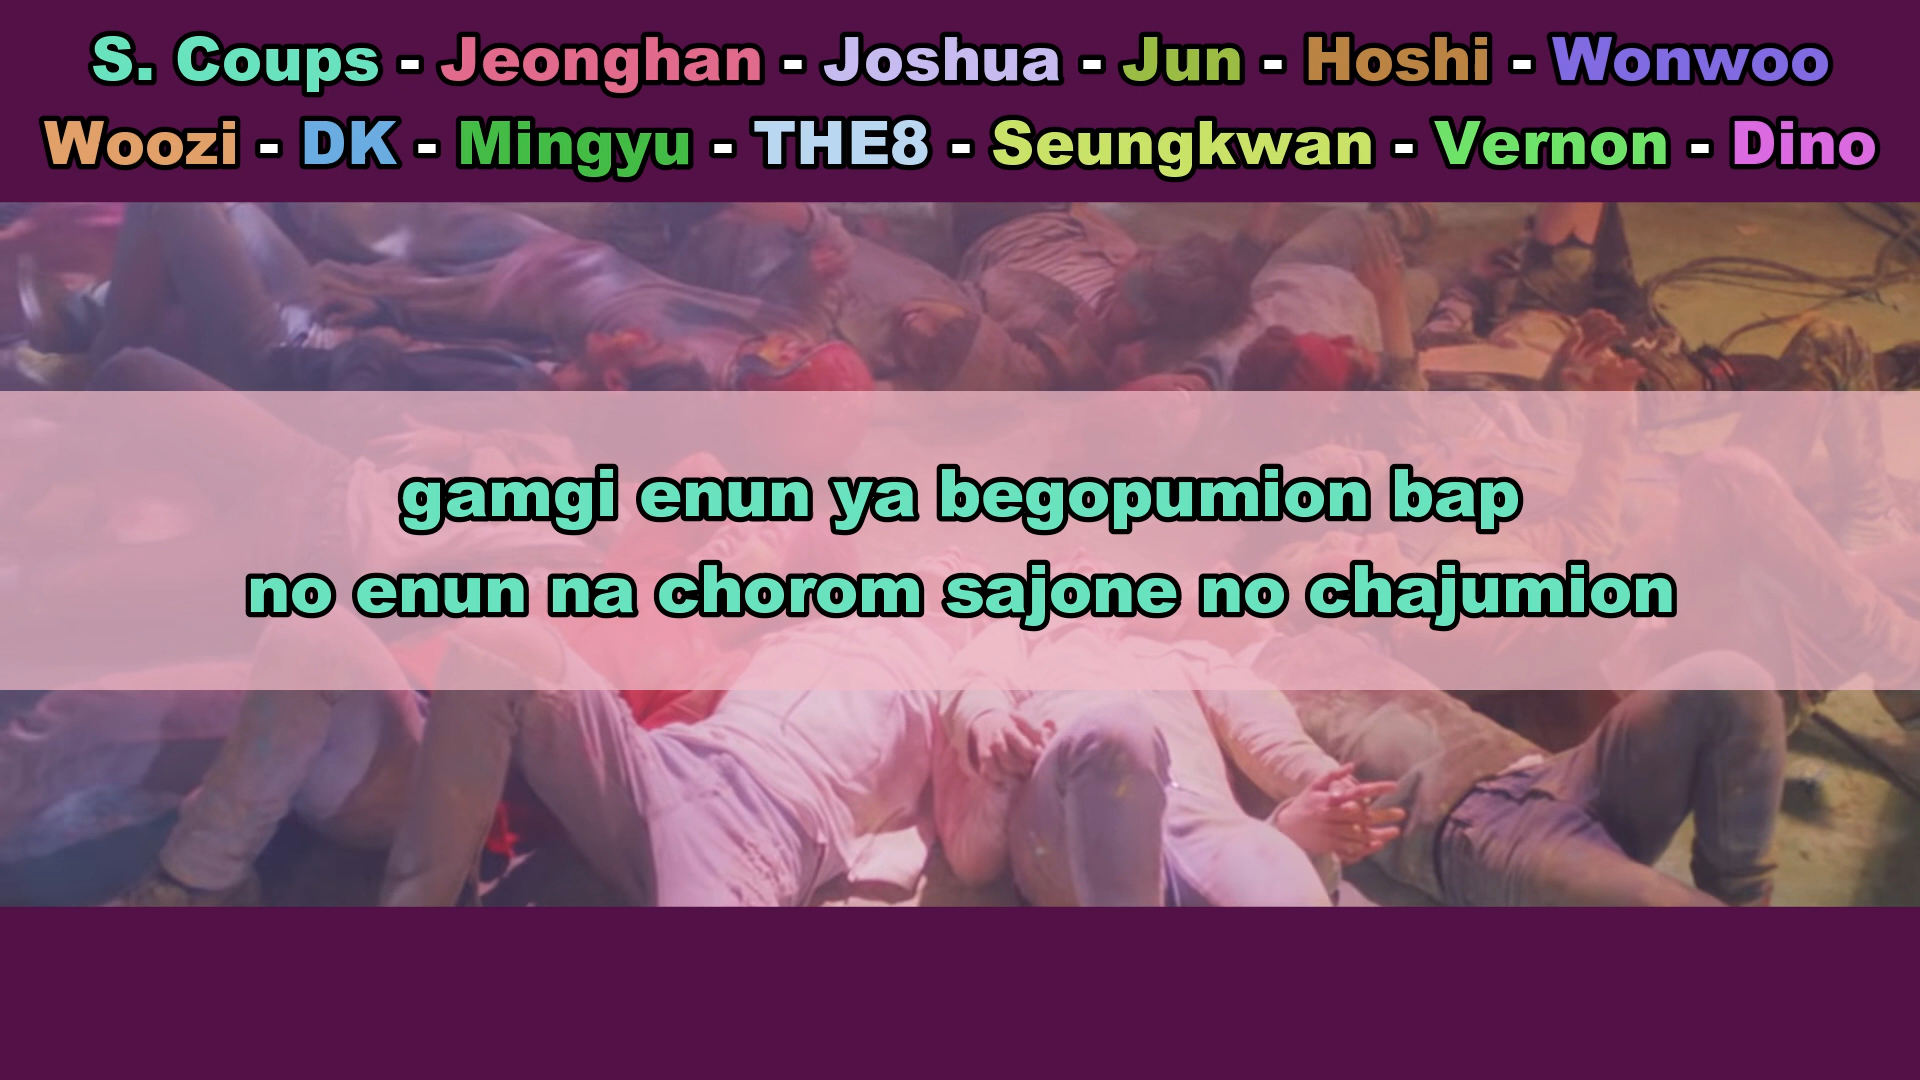 S. Coups - Jeonghan - Joshua - Jun - Hoshi - Wonwoo
Woozi - DK - Mingyu - THE8 - Seungkwan - Vernon - Dino
gamgi enun ya begopumion bap
no enun na chorom sajone no chajumion